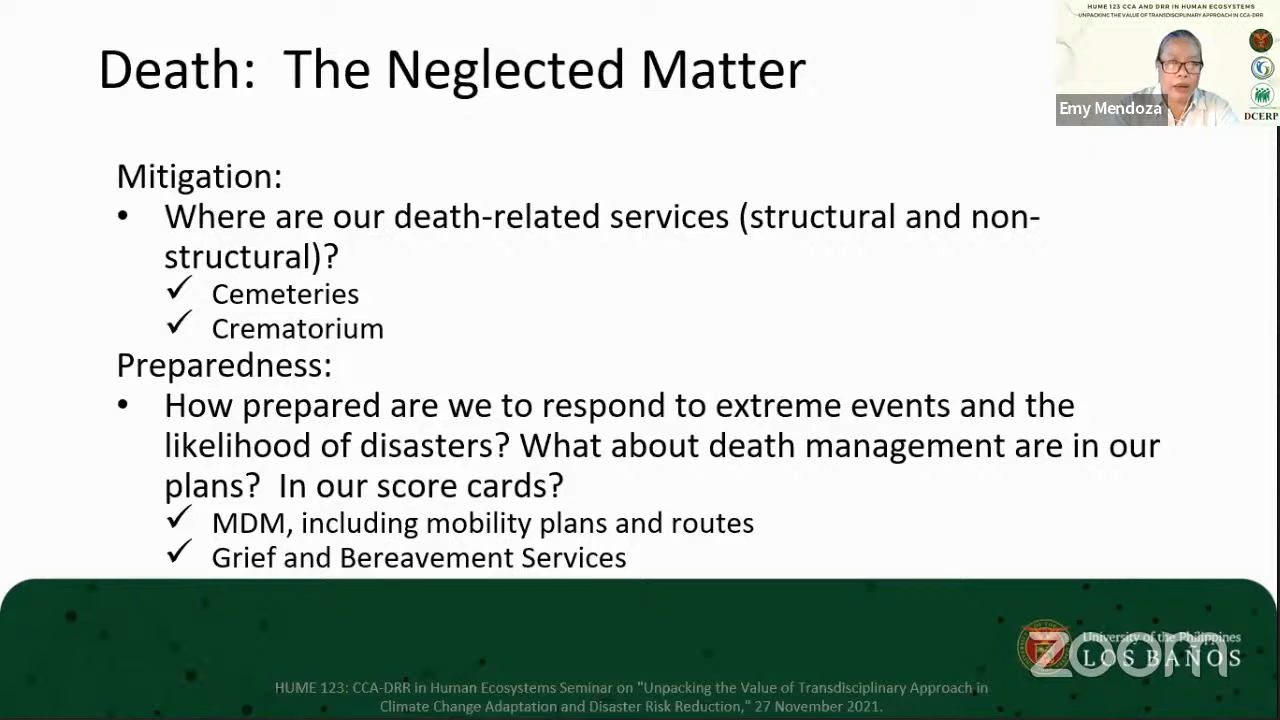 HUME 123 CCA AND DRR IN HUMAN ECOSYSTEMS
UNPACKING THE VALUE OF TRANSDISCIPLINARY APPROACH IN CCA-DRR
Death:  The Neglected Matter
Emy Mendoza
DCERP
Mitigation:
• Where are our death-related services (structural and non-
structural)?
✓ Cemeteries
✓ Crematorium
Preparedness:
• How prepared are we to respond to extreme events and the
likelihood of disasters? What about death management are in our
plans?  In our score cards?
✓ MDM, including mobility plans and routes
✓ Grief and Bereavement Services
University of the Philippines
LOS BAÑOS
zoom
HUME 123: CCA-DRR in Human Ecosystems Seminar on "Unpacking the Value of Transdisciplinary Approach in
Climate Change Adaptation and Disaster Risk Reduction," 27 November 2021.